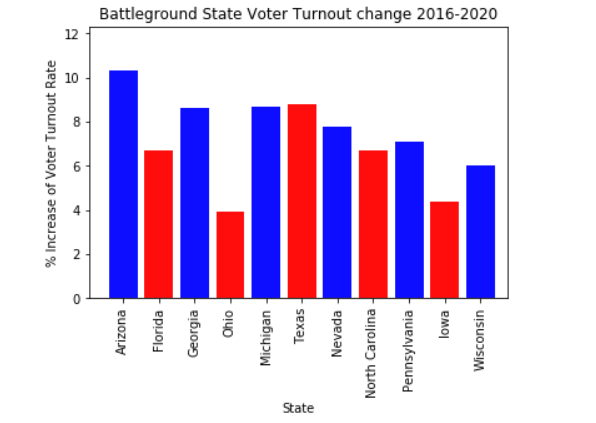 Battleground State Voter Turnout change 2016-2020
% Increase of Voter Turnout Rate
12
10
8
6
4
2
0
Arizona
Florida
Georgia
Ohio
Michigan
Texas
Nevada
North Carolina
Pennsylvania
Iowa
Wisconsin
State